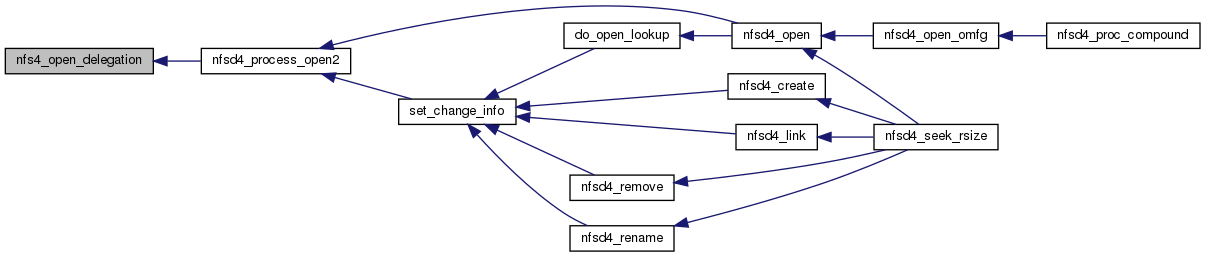 nfs4_open_delegation
nfsd4_process_open2
set_change_info
do_open_lookup
nfsd4_open
nfsd4_open_omfg
nfsd4_proc_compound
nfsd4_create
nfsd4_link
nfsd4_seek_rsize
nfsd4_remove
nfsd4_rename